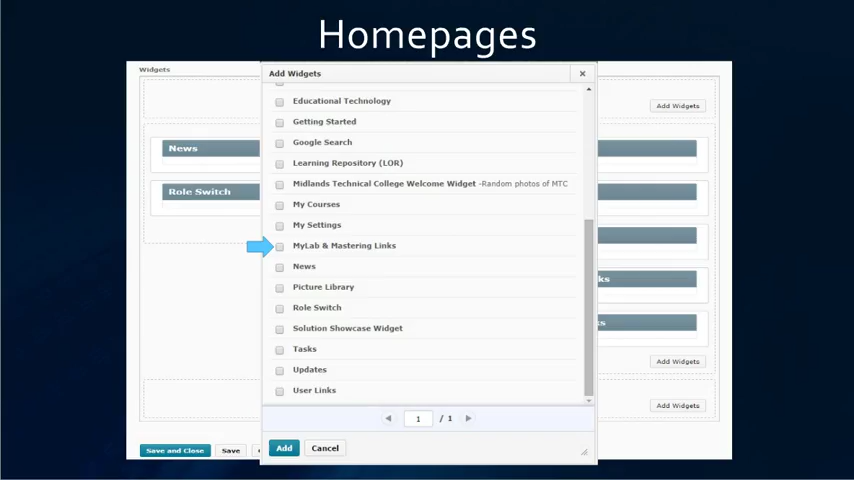 Homepages
Widgets
Add Widgets
Add Widgets
Educational Technology
Getting Started
Google Search
News
Learning Repository (LOR)
Midlands Technical College Welcome Widget -Random photos of MTC
Role Switch
My Courses
My Settings
MyLab & Mastering Links
News
ks
Picture Library
Role Switch
Solution Showcase Widget
Tasks
Add Widgets
Updates
User Links
Add Widgets
1 / 1
Add
Cancel
Save and Close
Save